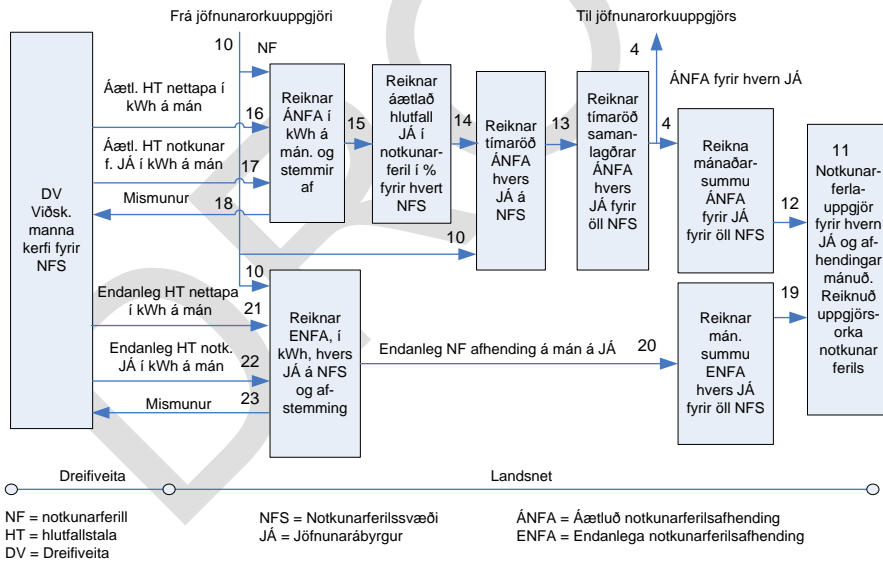 Frá jöfnunarorkuuppgjöri
Til jöfnunarorkuuppgjörs
10
NF
4
ÁNFA fyrir hvern JÁ
DV
Viðsk.
manna
kerfi fyrir
NFS
Áætl. HT nettapa í
kWh á mán
16
Áætl. HT notkunar
f. JÁ í kWh á mán
17
Mismunur
18
Reiknar
ÁNFA í
kWh á
mán. og
stemmir
af
15
Reiknar
áætlað
hlutfall
JÁ í
notkunar-
feril í %
fyrir hvert
NFS
14
Reiknar
tímaröð
ÁNFA
hvers
JÁ á
NFS
13
Reiknar
tímaröð
saman-
lagðrar
ÁNFA
hvers
JÁ fyrir
öll NFS
4
Reikna
mánaðar-
summu
ÁNFA
fyrir JÁ
fyrir öll NFS
12
11
Notkunar-
ferla-
uppgjör
fyrir hvern
JÁ og af-
hendingar
mánuð.
Reiknuð
uppgjörs-
orka
notkunar
ferils
10
10
Endanleg HT nettapa
í kWh á mán
21
Endanleg HT notk.
JÁ í kWh á mán
22
Mismunur
23
Reiknar
ENFA, í
kWh, hvers
JÁ á NFS
og af-
stemming
Endanleg NF afhending á mán á JÁ
20
Reiknar
mán.
summu
ENFA
hvers JÁ
fyrir öll NFS
19
Dreifiveita
Landsnet
NF = notkunarferill
HT = hlutfallstala
DV = Dreifiveita
NFS = Notkunarferilssvæði
JÁ = Jöfnunarábyrgur
ÁNFA = Áætluð notkunarferilsafhending
ENFA = Endanlega notkunarferilsafhending